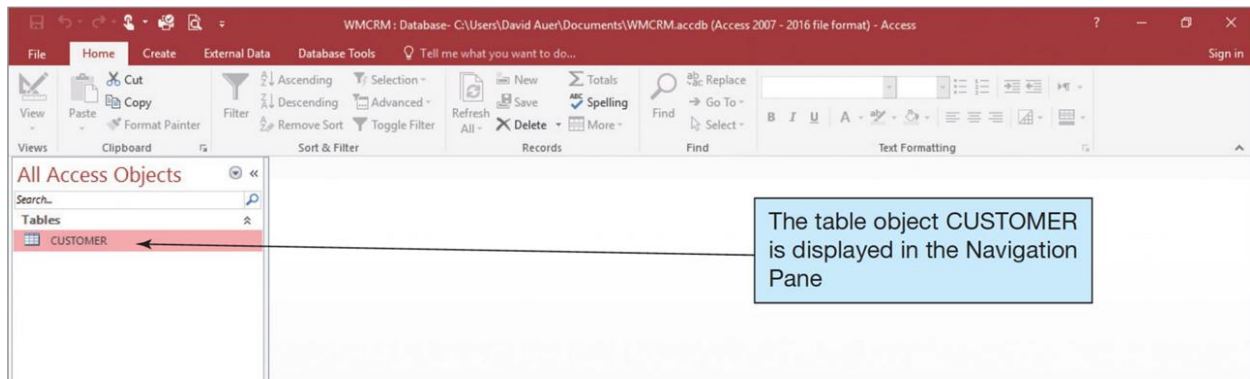 WMCRM : Database- C:\Users\David Auer\Documents\WMCRM.accdb (Access 2007 - 2016 file format) - Access
?
File Home Create External Data Database Tools Tell me what you want to do... Sign in
View
Paste
Cut
Copy
Format Painter
Filter
Ascending
Descending
Remove Sort
Selection
Advanced
Toggle Filter
Refresh
All
New
Save
Delete
Totals
Spelling
More
Find
Replace
Go To
Select
B I U A
Views Clipboard Sort & Filter Records Find Text Formatting
All Access Objects
Search...
Tables
CUSTOMER
The table object CUSTOMER
is displayed in the Navigation
Pane